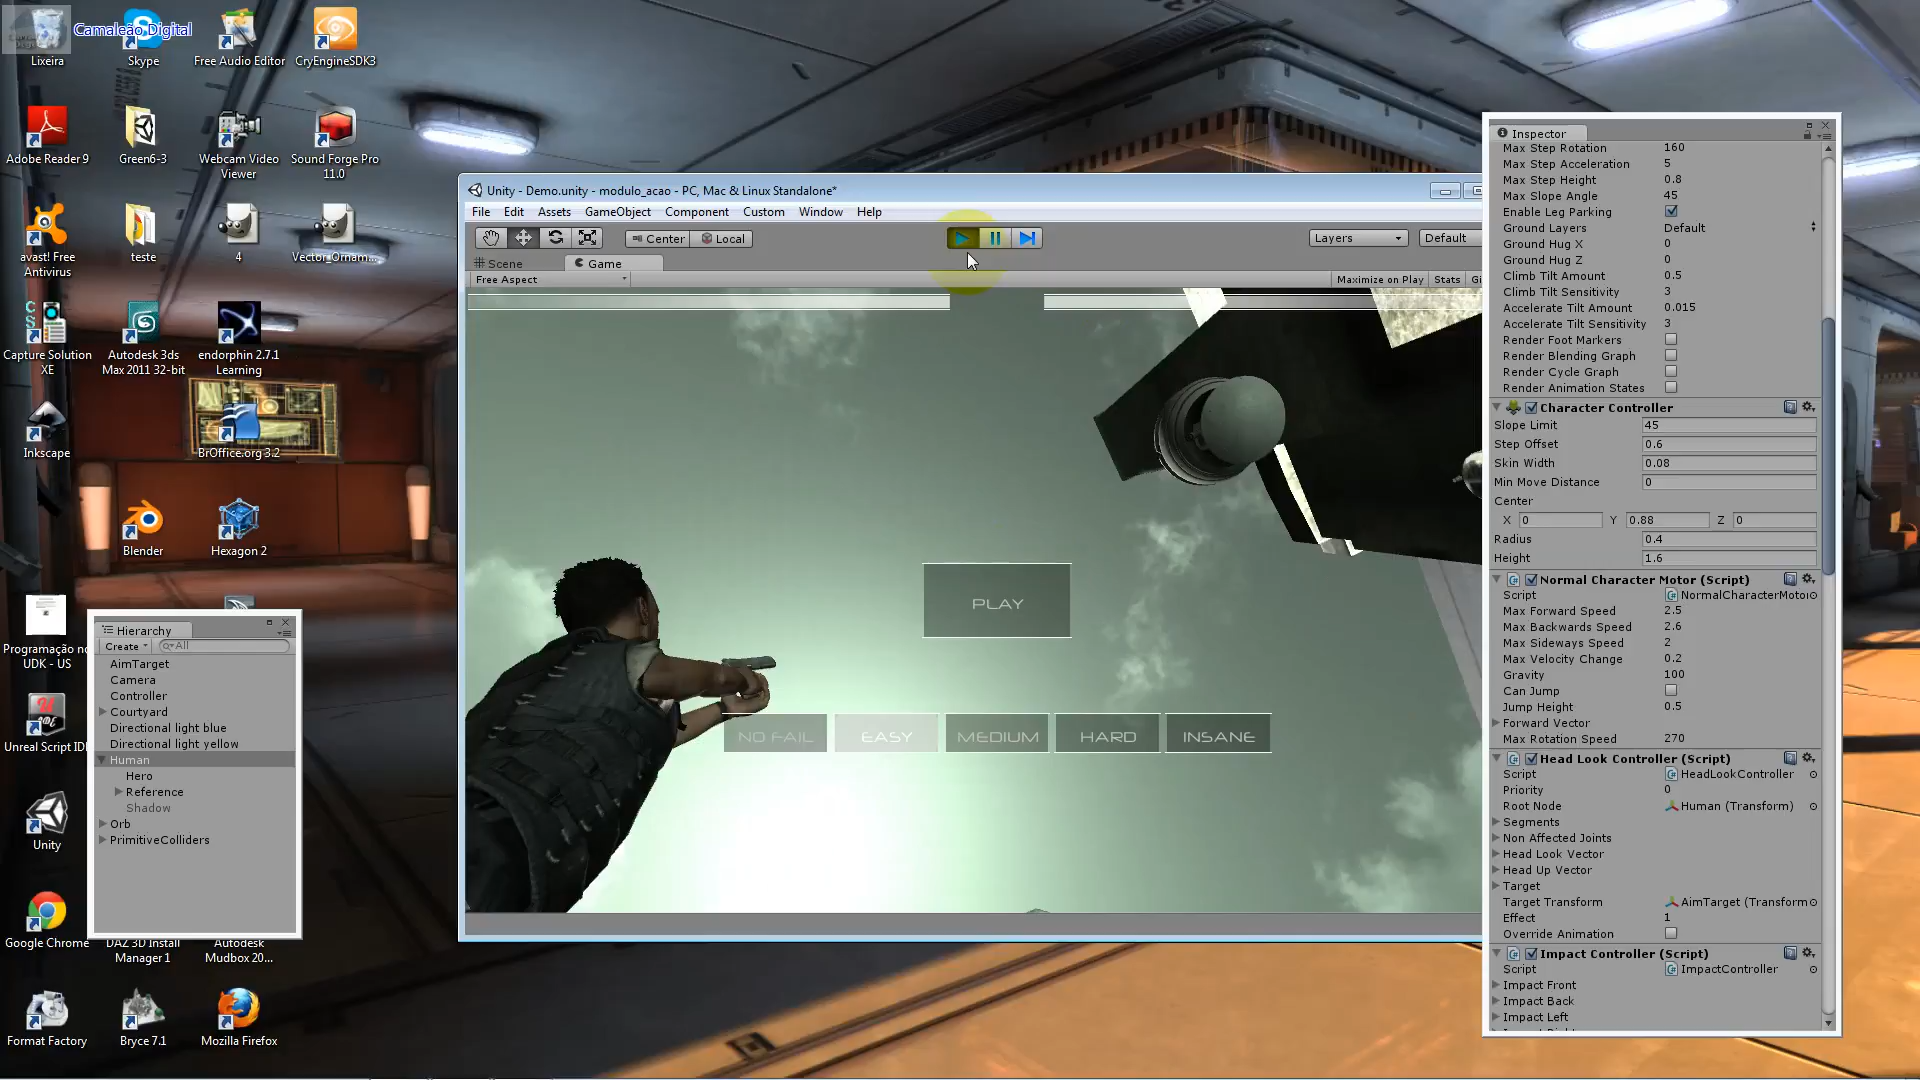 Camaleão Digital
Lixeira
Skype
Free Audio Editor
CryEngineSDK3
Adobe Reader 9
Green6-3
Webcam Video Viewer
Sound Forge Pro 11.0
avast! Free Antivirus
teste
4
Vector_Ornam...
Capture Solution XE
Autodesk 3ds Max 2011 32-bit
endorphin 2.7.1 Learning
Inkscape
BrOffice.org 3.2
Blender
Hexagon 2
Programação no UDK - US
Unreal Script IDE
Unity
Google Chrome
DAZ 3D Install Manager 1
Autodesk Mudbox 20...
Format Factory
Bryce 7.1
Mozilla Firefox
Hierarchy
Create
All
AimTarget
Camera
Controller
Courtyard
Directional light blue
Directional light yellow
Human
Hero
Reference
Shadow
Orb
PrimitiveColliders
Unity - Demo.unity - modulo_acao - PC, Mac & Linux Standalone*
File Edit Assets GameObject Component Custom Window Help
Center Local
Layers Default
Scene Game
Free Aspect Maximize on Play Stats Gi
PLAY
NO FAIL EASY MEDIUM HARD INSANE
Inspector
Max Step Rotation 160
Max Step Acceleration 5
Max Step Height 0.8
Max Slope Angle 45
Enable Leg Parking
Ground Layers Default
Ground Hug X 0
Ground Hug Z 0
Climb Tilt Amount 0.5
Climb Tilt Sensitivity 3
Accelerate Tilt Amount 0.015
Accelerate Tilt Sensitivity 3
Render Foot Markers
Render Blending Graph
Render Cycle Graph
Render Animation States
Character Controller
Slope Limit 45
Step Offset 0.6
Skin Width 0.08
Min Move Distance 0
Center
X 0 Y 0.88 Z 0
Radius 0.4
Height 1.6
Normal Character Motor (Script)
Script NormalCharacterMotor
Max Forward Speed 2.5
Max Backwards Speed 2.6
Max Sideways Speed 2
Max Velocity Change 0.2
Gravity 100
Can Jump
Jump Height 0.5
Forward Vector
Max Rotation Speed 270
Head Look Controller (Script)
Script HeadLookController
Priority 0
Root Node Human (Transform)
Segments
Non Affected Joints
Head Look Vector
Head Up Vector
Target
Target Transform AimTarget (Transform
Effect 1
Override Animation
Impact Controller (Script)
Script ImpactController
Impact Front
Impact Back
Impact Left